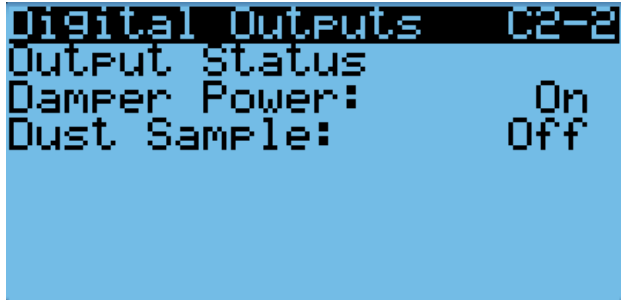 Digital Outputs C2-2
Output Status
Damper Power: On
Dust Sample: Off